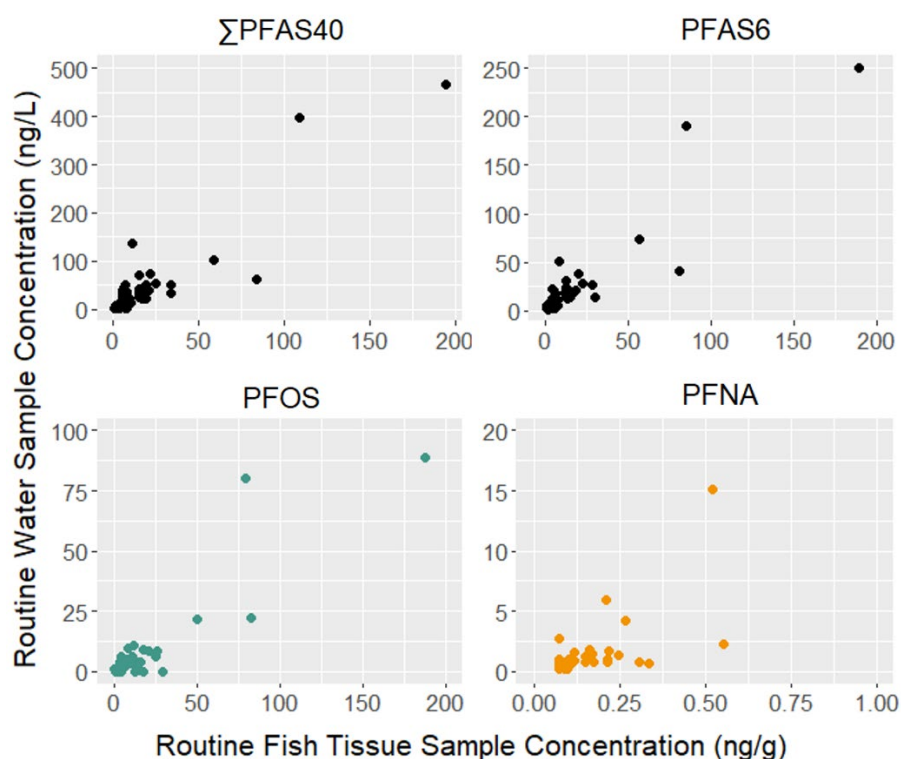 ∑PFAS40
PFAS6
500
400
300
200
100
0
250
200
150
100
50
0
0 50 100 150 200
0 50 100 150 200
PFOS
PFNA
100
75
50
25
0
20
15
10
5
0
0 50 100 150 200
0.00 0.25 0.50 0.75 1.00
Routine Water Sample Concentration (ng/L)
Routine Fish Tissue Sample Concentration (ng/g)